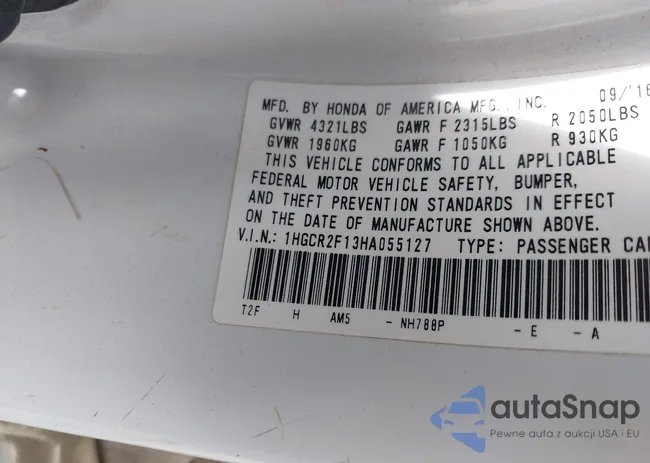 MFD. BY HONDA OF AMERICA MFG., INC. 09/'16
GVWR 4321LBS GAWR F 2315LBS R 2050LBS
GVWR 1960KG GAWR F 1050KG R 930KG
THIS VEHICLE CONFORMS TO ALL APPLICABLE
FEDERAL MOTOR VEHICLE SAFETY, BUMPER,
AND THEFT PREVENTION STANDARDS IN EFFECT
ON THE DATE OF MANUFACTURE SHOWN ABOVE.
V.I.N.: 1HGCR2F13HA055127 TYPE: PASSENGER CA
T2F H AM5 - NH788P - E - A
autaSnap
Pewne auta z aukcji USA i EU